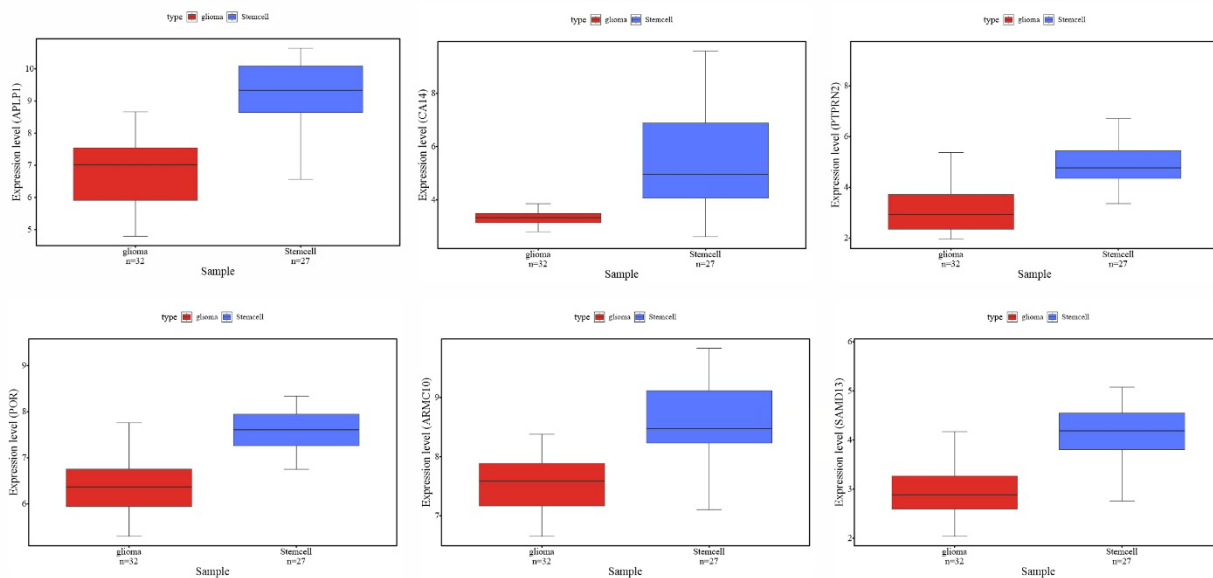 type glioma Stemcell
Expression level (APLP1)
10
9
8
7
6
5
glioma
n=32
Stemcell
n=27
Sample
type glioma Stemcell
Expression level (CA14)
8
6
4
glioma
n=32
Stemcell
n=27
Sample
type glioma Stemcell
Expression level (PTPRN2)
8
6
4
2
glioma
n=32
Stemcell
n=27
Sample
type glioma Stemcell
Expression level (POR)
9
8
7
6
glioma
n=32
Stemcell
n=27
Sample
type glioma Stemcell
Expression level (ARMC10)
9
8
7
glioma
n=32
Stemcell
n=27
Sample
type glioma Stemcell
Expression level (SAMD13)
6
5
4
3
2
glioma
n=32
Stemcell
n=27
Sample